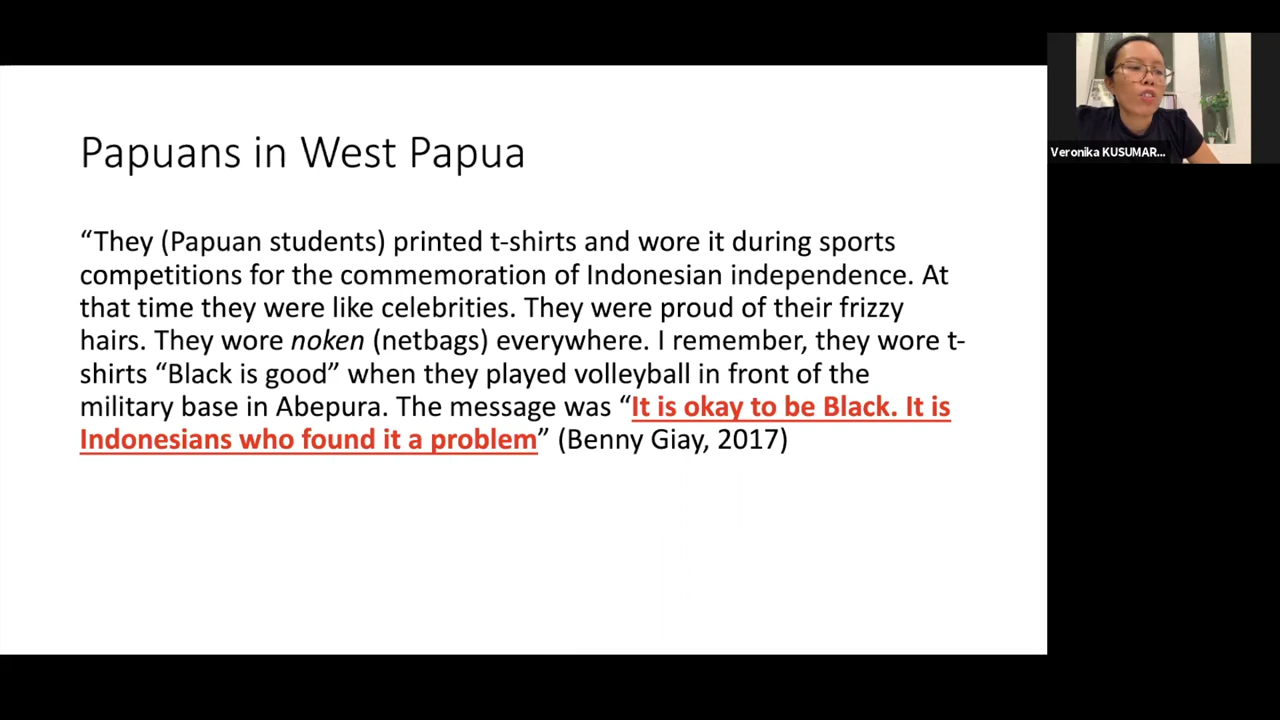 Papuans in West Papua
“They (Papuan students) printed t-shirts and wore it during sports
competitions for the commemoration of Indonesian independence. At
that time they were like celebrities. They were proud of their frizzy
hairs. They wore noken (netbags) everywhere. I remember, they wore t-
shirts “Black is good” when they played volleyball in front of the
military base in Abepura. The message was “It is okay to be Black. It is
Indonesians who found it a problem” (Benny Giay, 2017)
Veronika KUSUMAR...